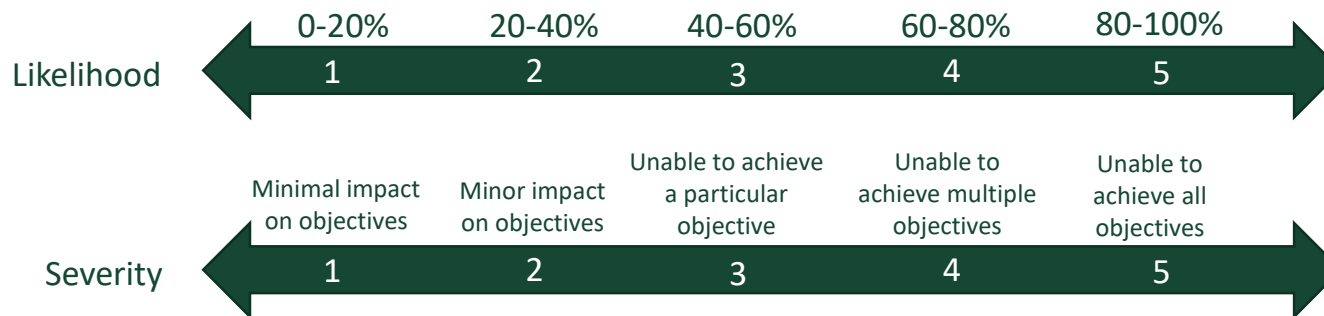 0-20% 20-40% 40-60% 60-80% 80-100%
Likelihood 1 2 3 4 5
Minimal impact
on objectives
Minor impact
on objectives
Unable to achieve
a particular
objective
Unable to
achieve multiple
objectives
Unable to
achieve all
objectives
Severity 1 2 3 4 5